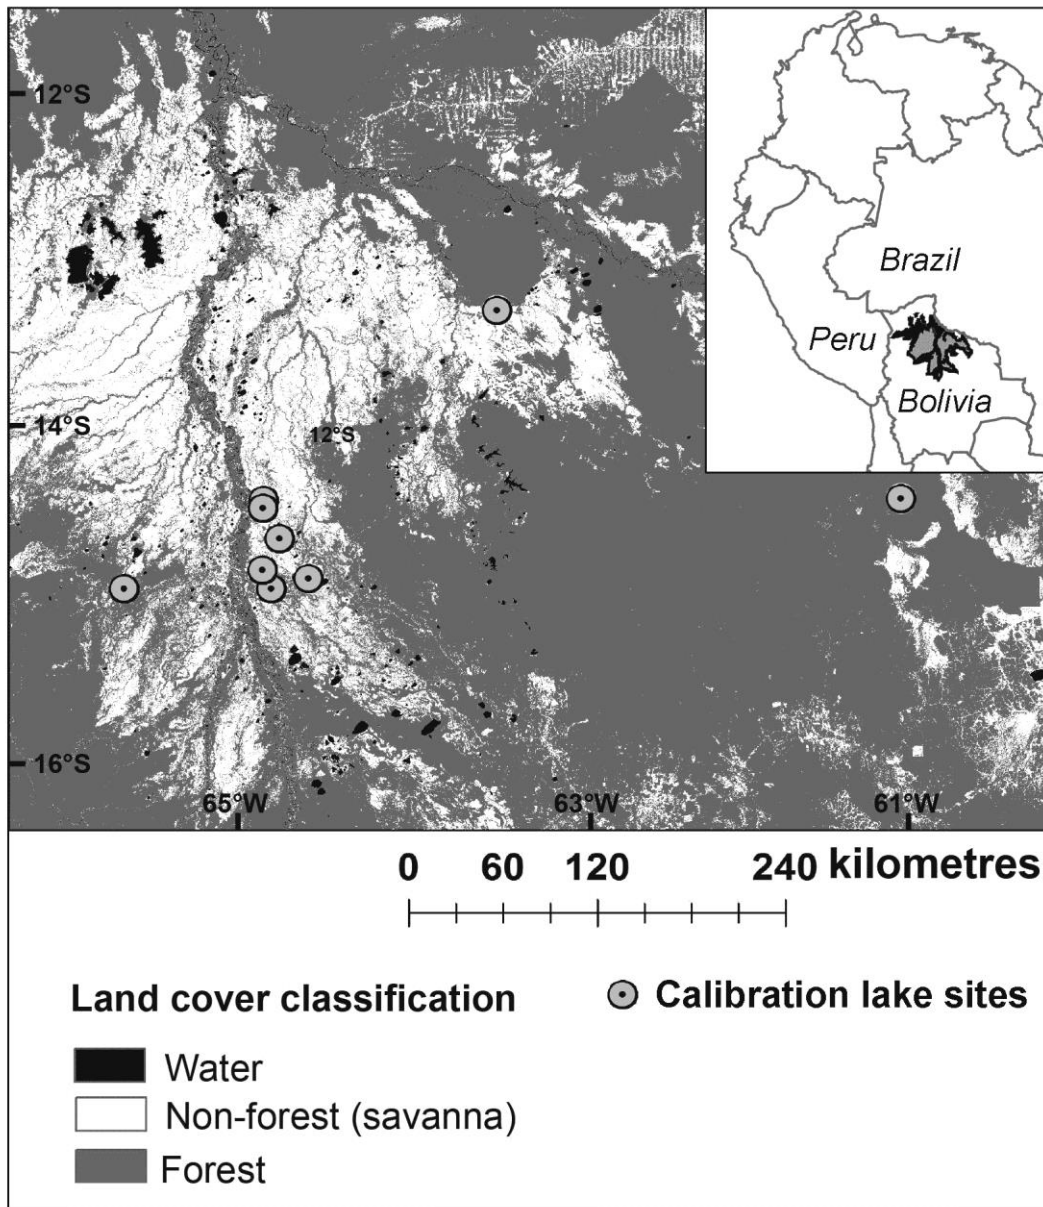 12°S
Brazil
Peru
Bolivia
14°S
12°S
16°S
65°W 63°W 61°W
0 60 120 240 kilometres
Land cover classification
Calibration lake sites
Water
Non-forest (savanna)
Forest